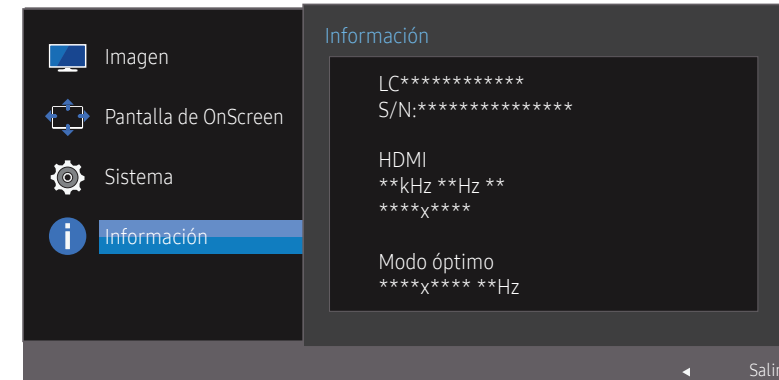 Imagen
Pantalla de OnScreen
Sistema
Información
Información
LC************
S/N:***************
HDMI
**kHz **Hz **
****x****
Modo óptimo
****x**** **Hz
Salir